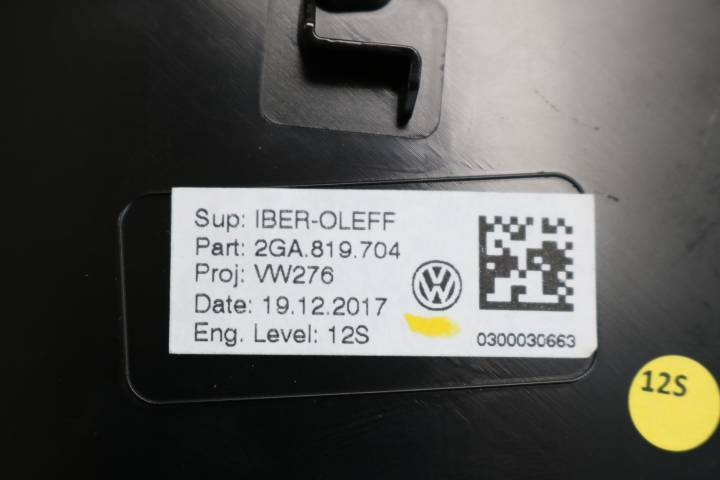 Sup: IBER-OLEFF
Part: 2GA.819.704
Proj: VW276
Date: 19.12.2017
Eng. Level: 12S
0300030663
12S